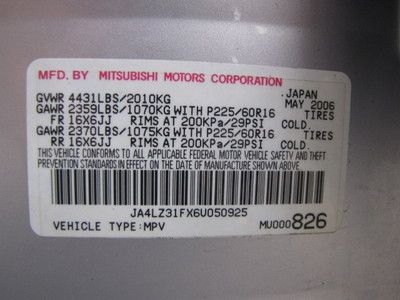 MFD. BY MITSUBISHI MOTORS CORPORATION
GVWR 4431LBS/2010KG JAPAN MAY 2006
GAWR 2359LBS/1070KG WITH P225/60R16 TIRES
FR 16X6JJ RIMS AT 200KPa/29PSI COLD.
GAWR 2370LBS/1075KG WITH P225/60R16 TIRES
RR 16X6JJ RIMS AT 200KPa/29PSI COLD.
THIS VEHICLE CONFORMS TO ALL APPLICABLE FEDERAL MOTOR VEHICLE SAFETY AND THEFT
PREVENTION STANDARDS IN EFFECT ON THE DATE OF MANUFACTURE SHOWN ABOVE.
JA4LZ31FX6U050925
VEHICLE TYPE:MPV MU000826